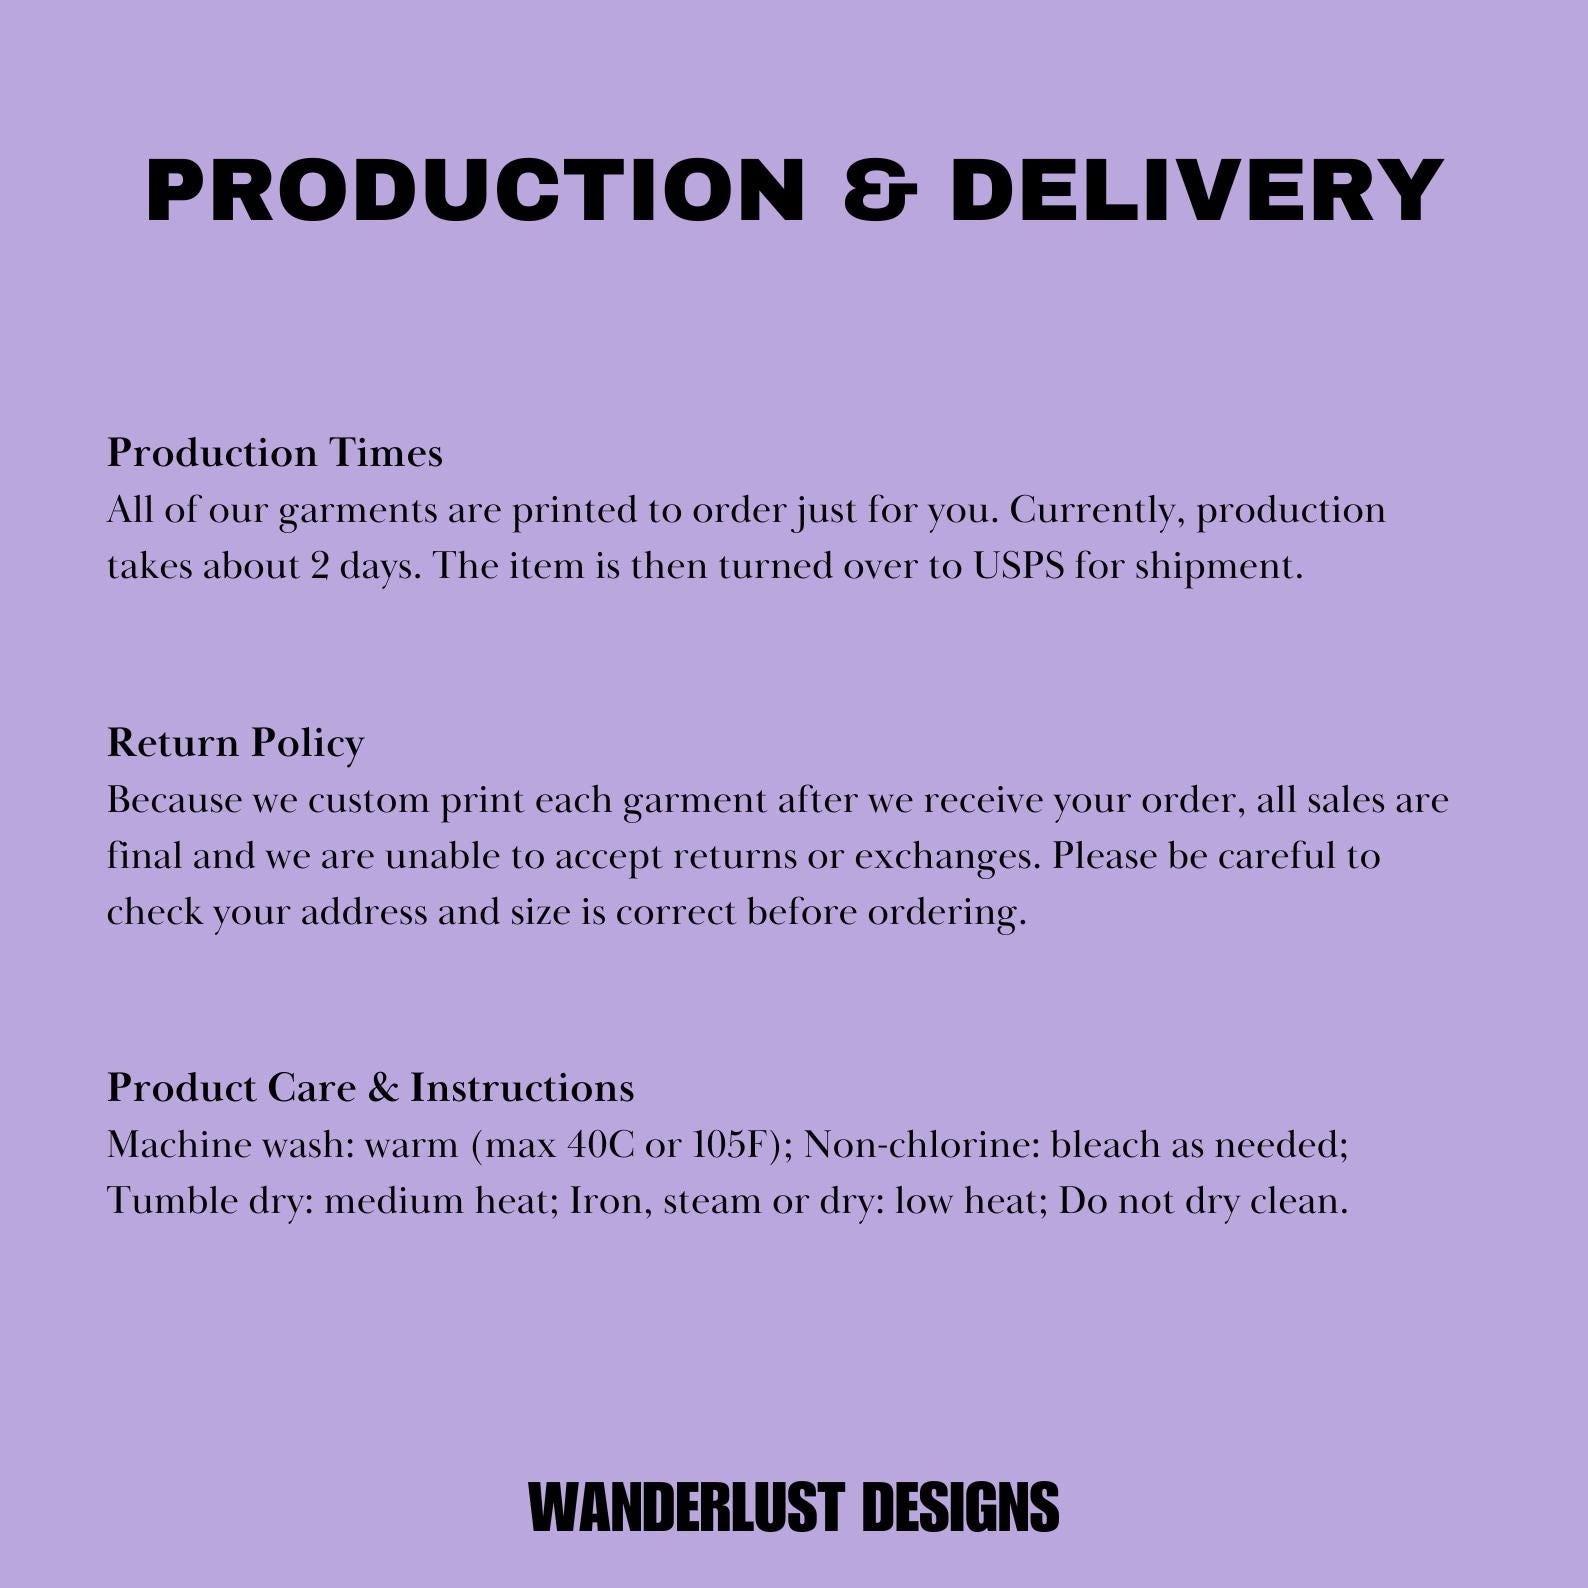 PRODUCTION & DELIVERY
Production Times
All of our garments are printed to order just for you. Currently, production
takes about 2 days. The item is then turned over to USPS for shipment.
Return Policy
Because we custom print each garment after we receive your order, all sales are
final and we are unable to accept returns or exchanges. Please be careful to
check your address and size is correct before ordering.
Product Care & Instructions
Machine wash: warm (max 40C or 105F); Non-chlorine: bleach as needed;
Tumble dry: medium heat; Iron, steam or dry: low heat; Do not dry clean.
WANDERLUST DESIGNS